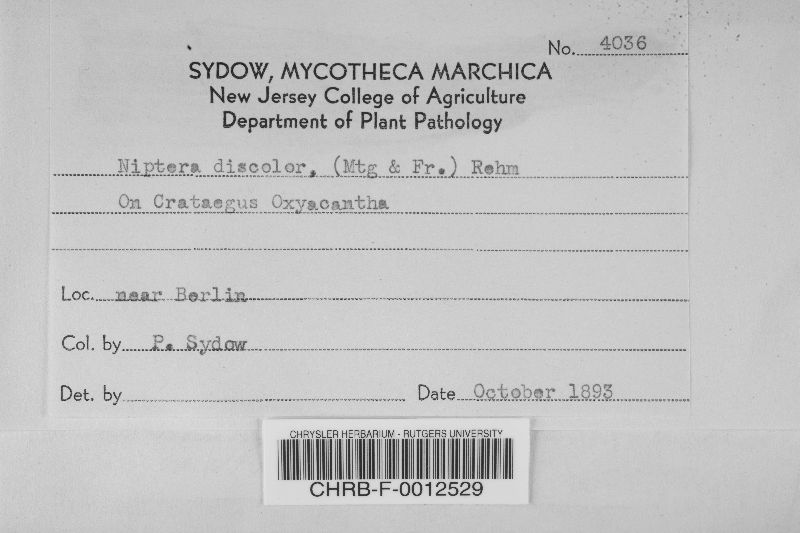 No. 4036
SYDOW, MYCOTHECA MARCHICA
New Jersey College of Agriculture
Department of Plant Pathology
Niptera discolor, (Mtg & Fr.) Rehm
On Crataegus Oxyacantha
Loc. near Berlin
Col. by P. Sydow
Det. by Date October 1893
CHRYSLER HERBARIUM - RUTGERS UNIVERSITY
CHRB-F-0012529